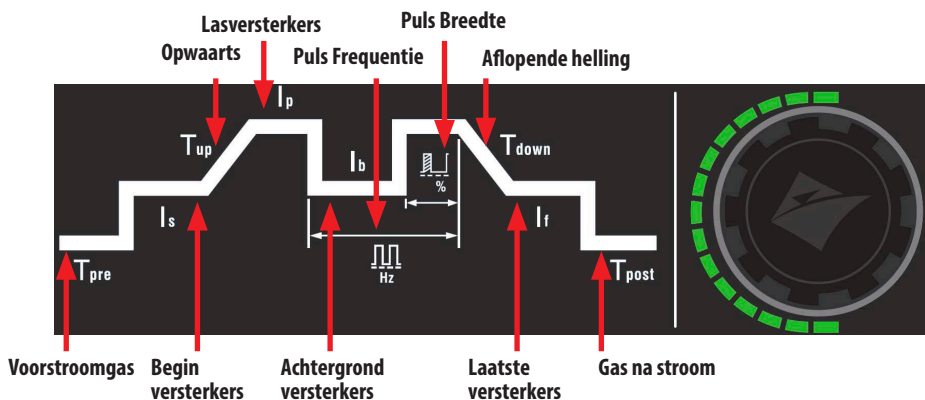 Lasversterkers
Puls Breedte
Opwaarts
Puls Frequentie
Aflopende helling
Ip
Tup
Ib
Tdown
%
Is
If
Tpre
Hz
Tpost
Voorstroomgas
Begin
versterkers
Achtergrond
versterkers
Laatste
versterkers
Gas na stroom